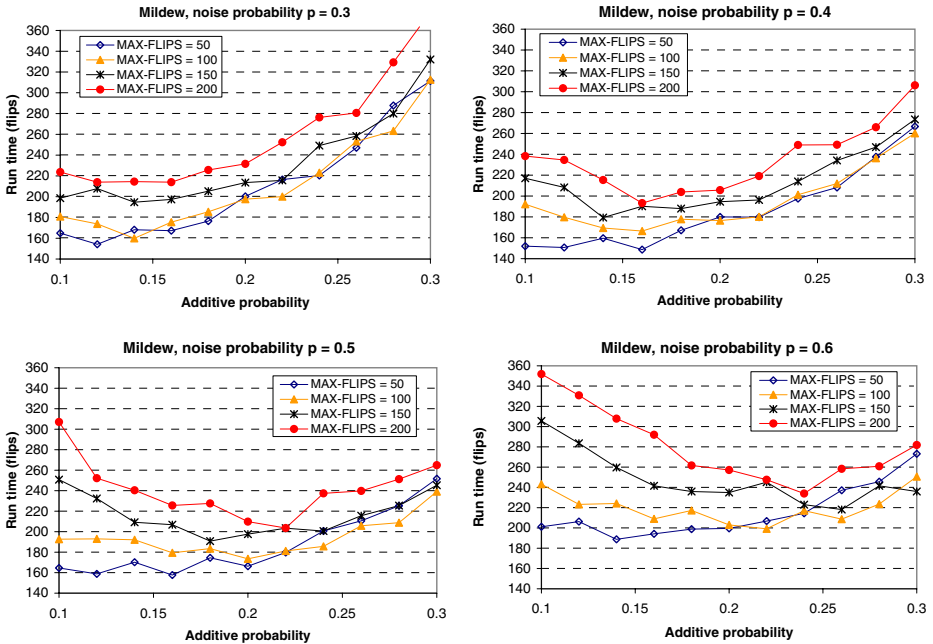 Mildew, noise probability p = 0.3
360
340
320
300
280
260
240
220
200
180
160
140
Run time (flips)
MAX-FLIPS = 50
MAX-FLIPS = 100
MAX-FLIPS = 150
MAX-FLIPS = 200
0.1
0.15
0.2
0.25
0.3
Additive probability
Mildew, noise probability p = 0.4
360
340
320
300
280
260
240
220
200
180
160
140
Run time (flips)
MAX-FLIPS = 50
MAX-FLIPS = 100
MAX-FLIPS = 150
MAX-FLIPS = 200
0.1
0.15
0.2
0.25
0.3
Additive probability
Mildew, noise probability p = 0.5
360
340
320
300
280
260
240
220
200
180
160
140
Run time (flips)
MAX-FLIPS = 50
MAX-FLIPS = 100
MAX-FLIPS = 150
MAX-FLIPS = 200
0.1
0.15
0.2
0.25
0.3
Additive probability
Mildew, noise probability p = 0.6
360
340
320
300
280
260
240
220
200
180
160
140
Run time (flips)
MAX-FLIPS = 50
MAX-FLIPS = 100
MAX-FLIPS = 150
MAX-FLIPS = 200
0.1
0.15
0.2
0.25
0.3
Additive probability